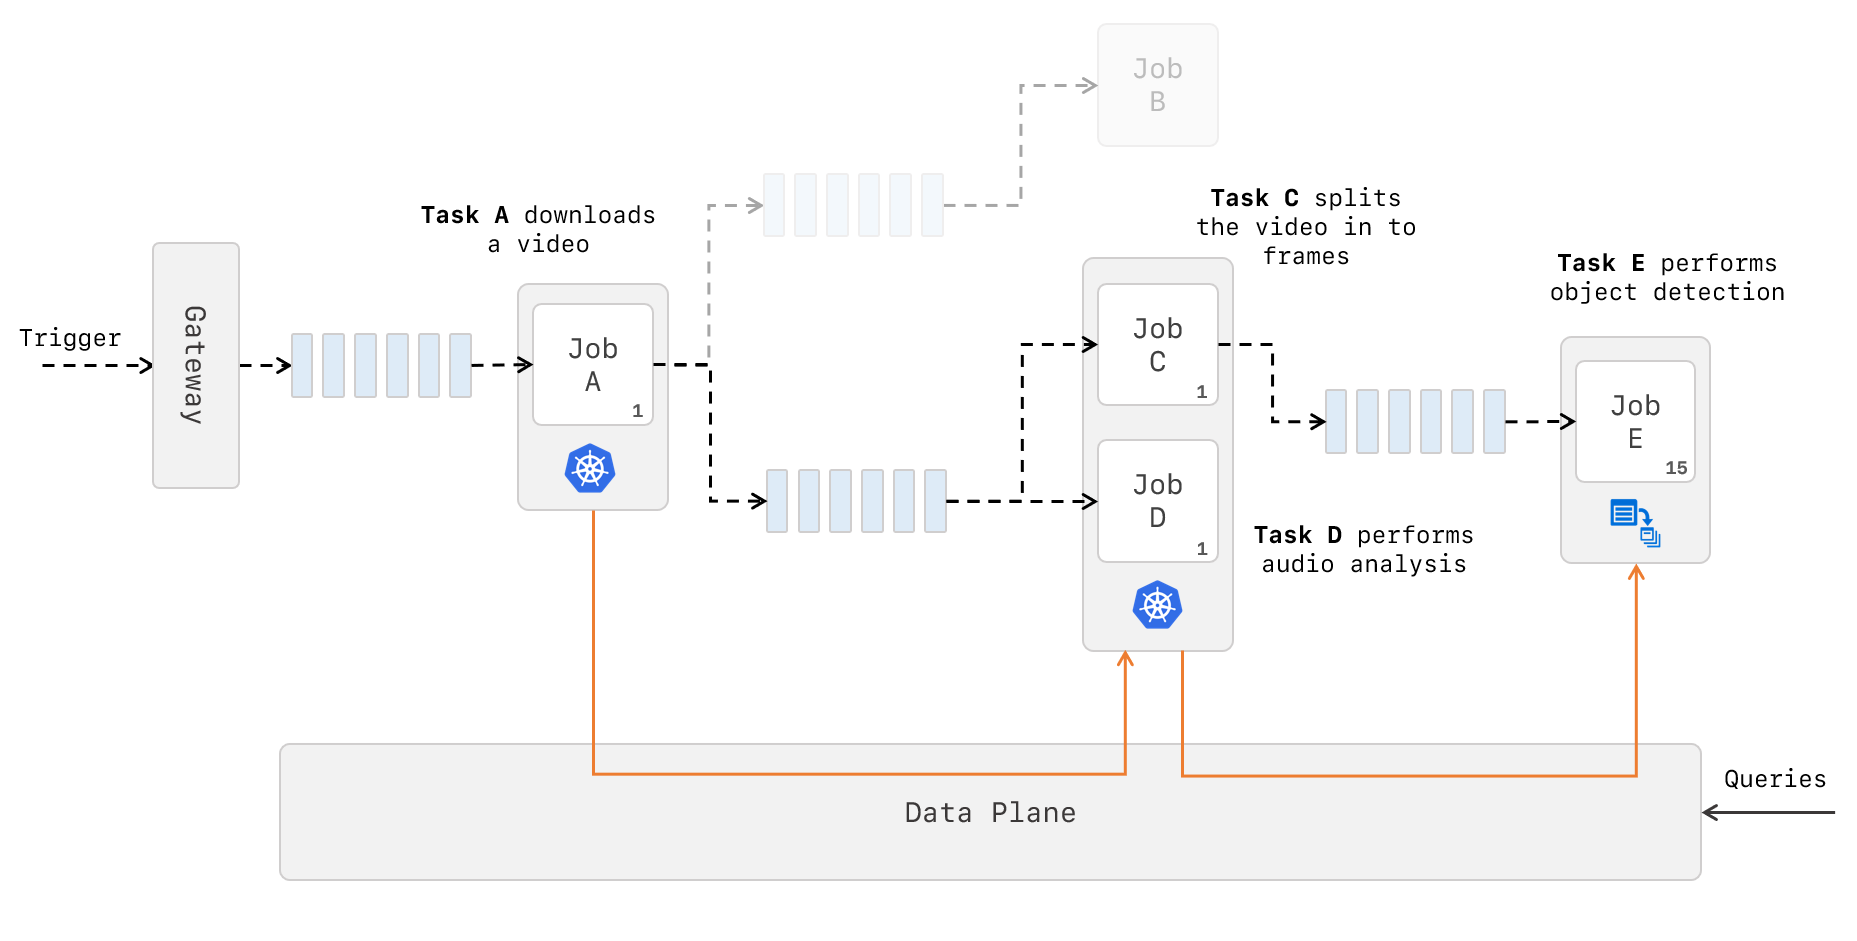 Trigger
Gateway
Task A downloads
a video
Job
A
1
Job
B
Task C splits
the video in to
frames
Job
C
1
Job
D
1
Task D performs
audio analysis
Task E performs
object detection
Job
E
15
Data Plane
Queries